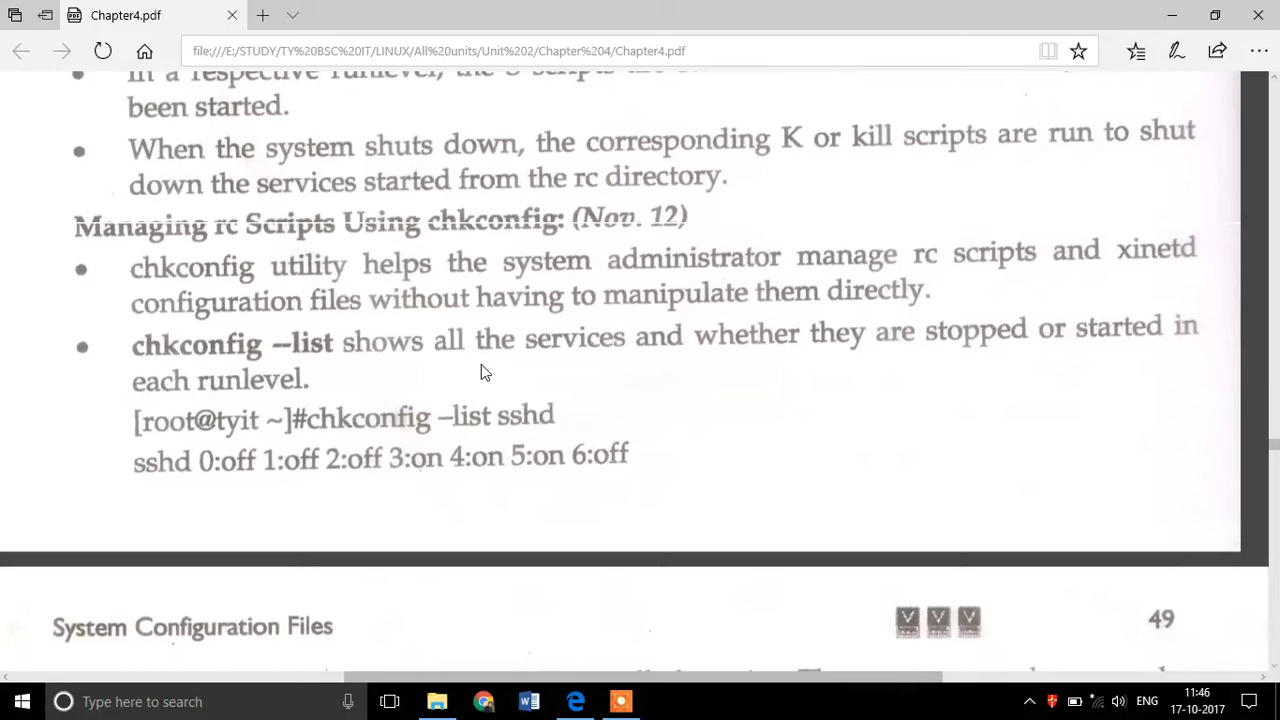 Chapter4.pdf
file:///E:/STUDY/TY%20BSC%20IT/LINUX/All%20units/Unit%202/Chapter%204/Chapter4.pdf
In a respective runlevel, the S scripts
been started.
• When the system shuts down, the corresponding K or kill scripts are run to shut
down the services started from the rc directory.
Managing rc Scripts Using chkconfig: (Nov. 12)
• chkconfig utility helps the system administrator manage rc scripts and xinetd
configuration files without having to manipulate them directly.
• chkconfig --list shows all the services and whether they are stopped or started in
each runlevel.
[root@tyit ~]#chkconfig –list sshd
sshd 0:off 1:off 2:off 3:on 4:on 5:on 6:off
System Configuration Files 49
Type here to search
ENG
11:46
17-10-2017